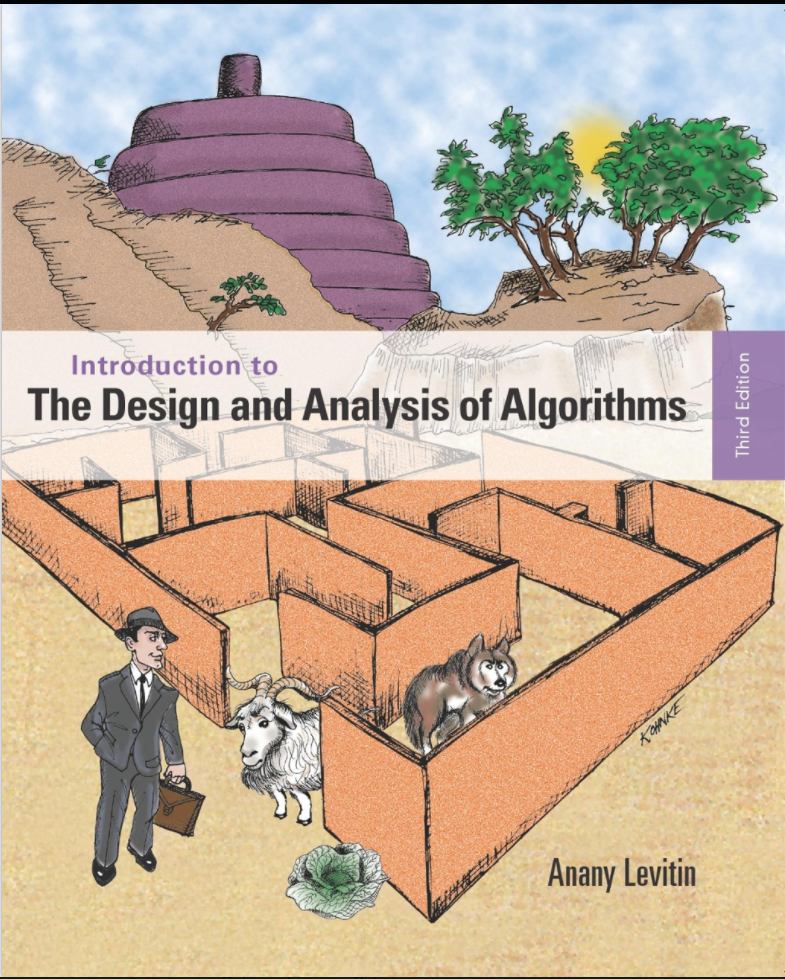 Introduction to
The Design and Analysis of Algorithms
Third Edition
KOHNKE
Anany Levitin